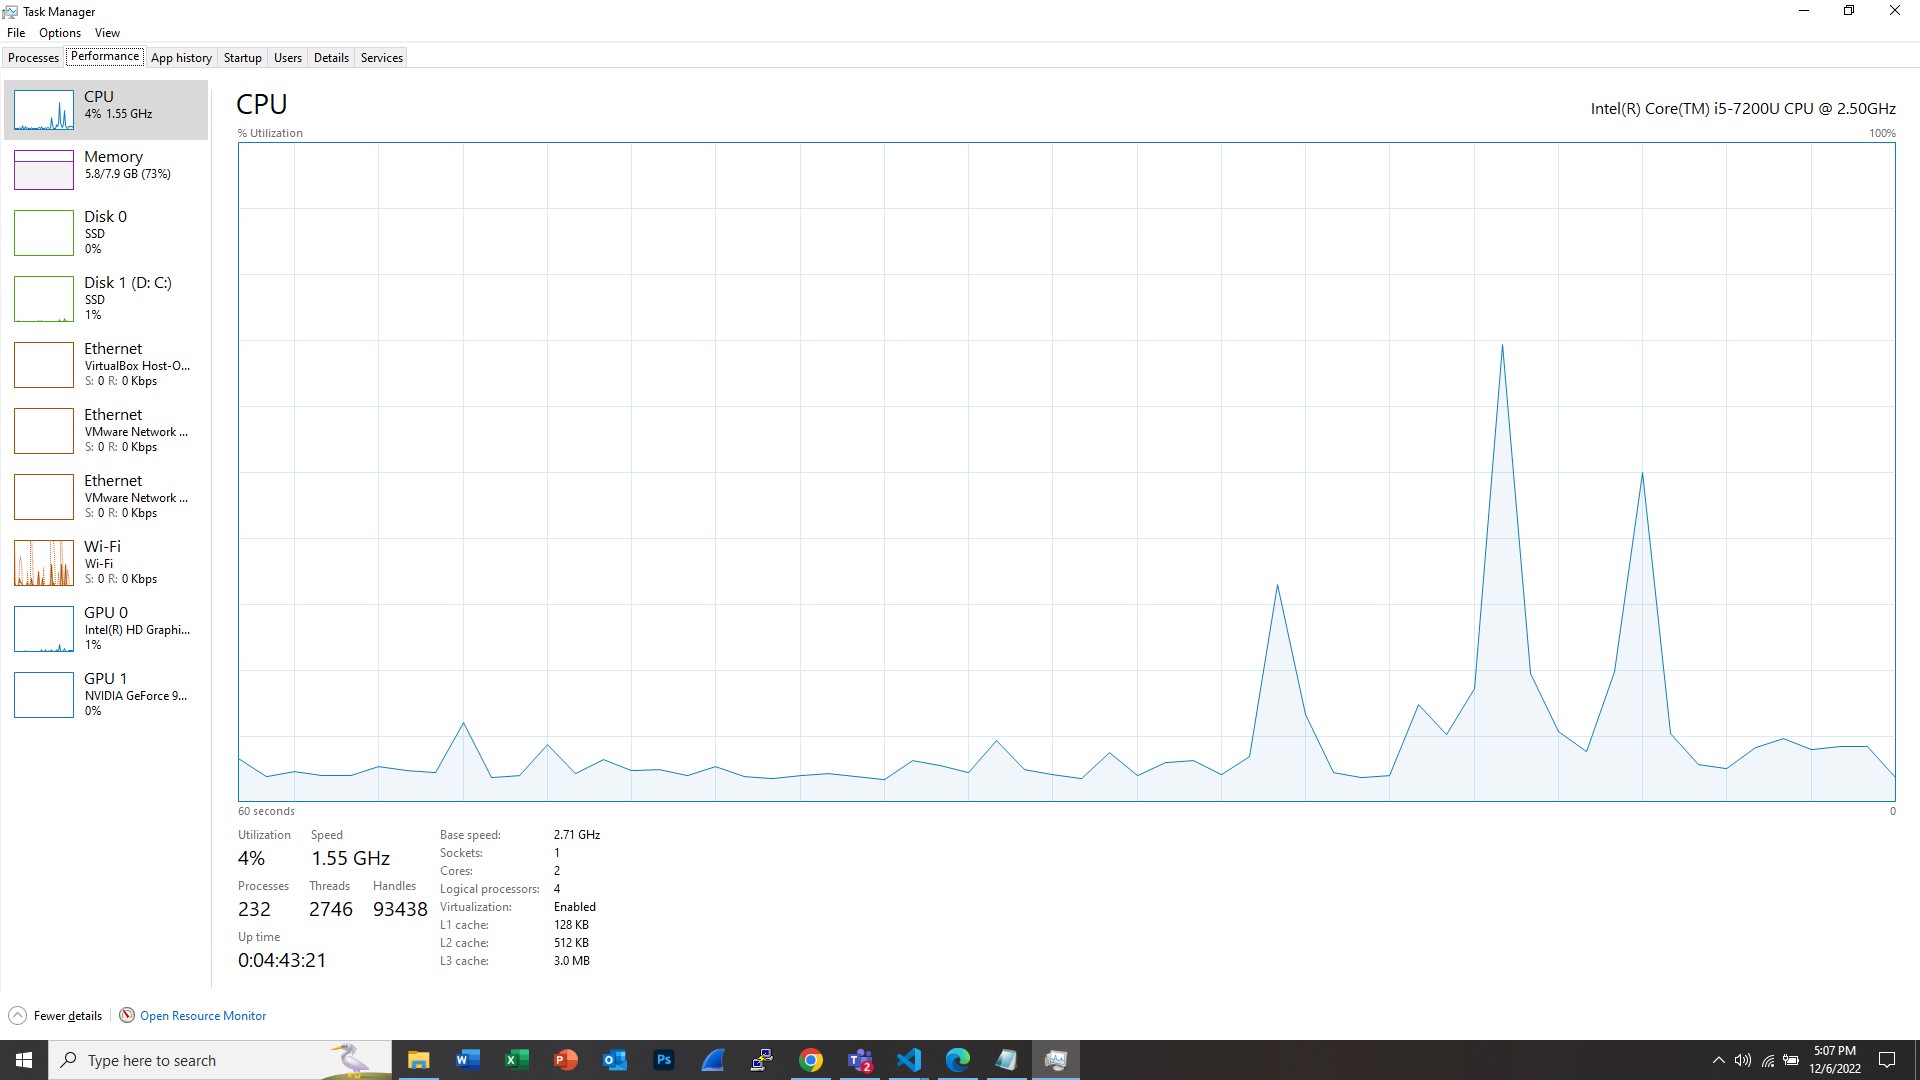 Task Manager
File Options View
Processes Performance App history Startup Users Details Services
CPU
4% 1.55 GHz
Memory
5.8/7.9 GB (73%)
Disk 0
SSD
0%
Disk 1 (D: C:)
SSD
1%
Ethernet
VirtualBox Host-O...
S: 0 R: 0 Kbps
Ethernet
VMware Network ...
S: 0 R: 0 Kbps
Ethernet
VMware Network ...
S: 0 R: 0 Kbps
Wi-Fi
Wi-Fi
S: 0 R: 0 Kbps
GPU 0
Intel(R) HD Graphi...
1%
GPU 1
NVIDIA GeForce 9...
0%
CPU
Intel(R) Core(TM) i5-7200U CPU @ 2.50GHz
% Utilization 100%
60 seconds 0
Utilization Speed
4% 1.55 GHz
Processes Threads Handles
232 2746 93438
Up time
0:04:43:21
Base speed: 2.71 GHz
Sockets: 1
Cores: 2
Logical processors: 4
Virtualization: Enabled
L1 cache: 128 KB
L2 cache: 512 KB
L3 cache: 3.0 MB
Fewer details Open Resource Monitor
Type here to search
W X P O Ps T 2
5:07 PM
12/6/2022